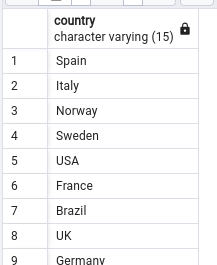 country
character varying (15)
1 Spain
2 Italy
3 Norway
4 Sweden
5 USA
6 France
7 Brazil
8 UK
9 Germany